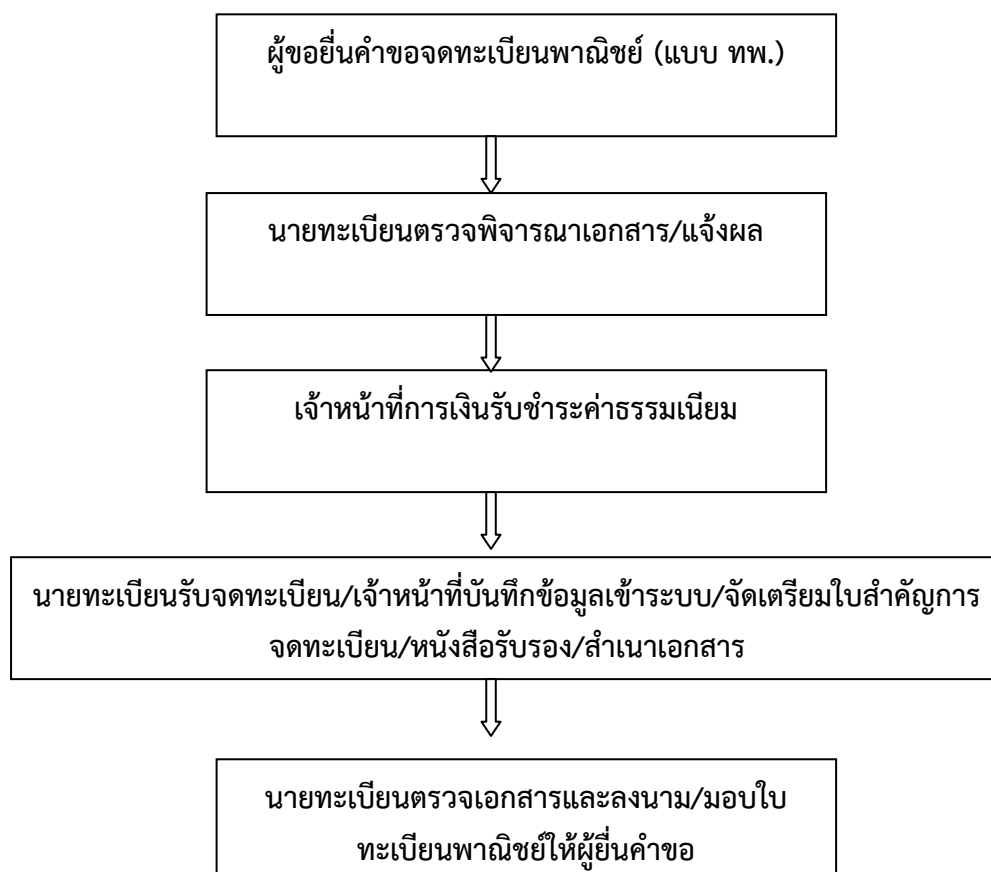 ผู้ขอยื่นคำขอจดทะเบียนพาณิชย์ (แบบ ทพ.)
นายทะเบียนตรวจพิจารณาเอกสาร/แจ้งผล
เจ้าหน้าที่การเงินรับชำระค่าธรรมเนียม
นายทะเบียนรับจดทะเบียน/เจ้าหน้าที่บันทึกข้อมูลเข้าระบบ/จัดเตรียมใบสำคัญการ
จดทะเบียน/หนังสือรับรอง/สำเนาเอกสาร
นายทะเบียนตรวจเอกสารและลงนาม/มอบใบ
ทะเบียนพาณิชย์ให้ผู้ยื่นคำขอ